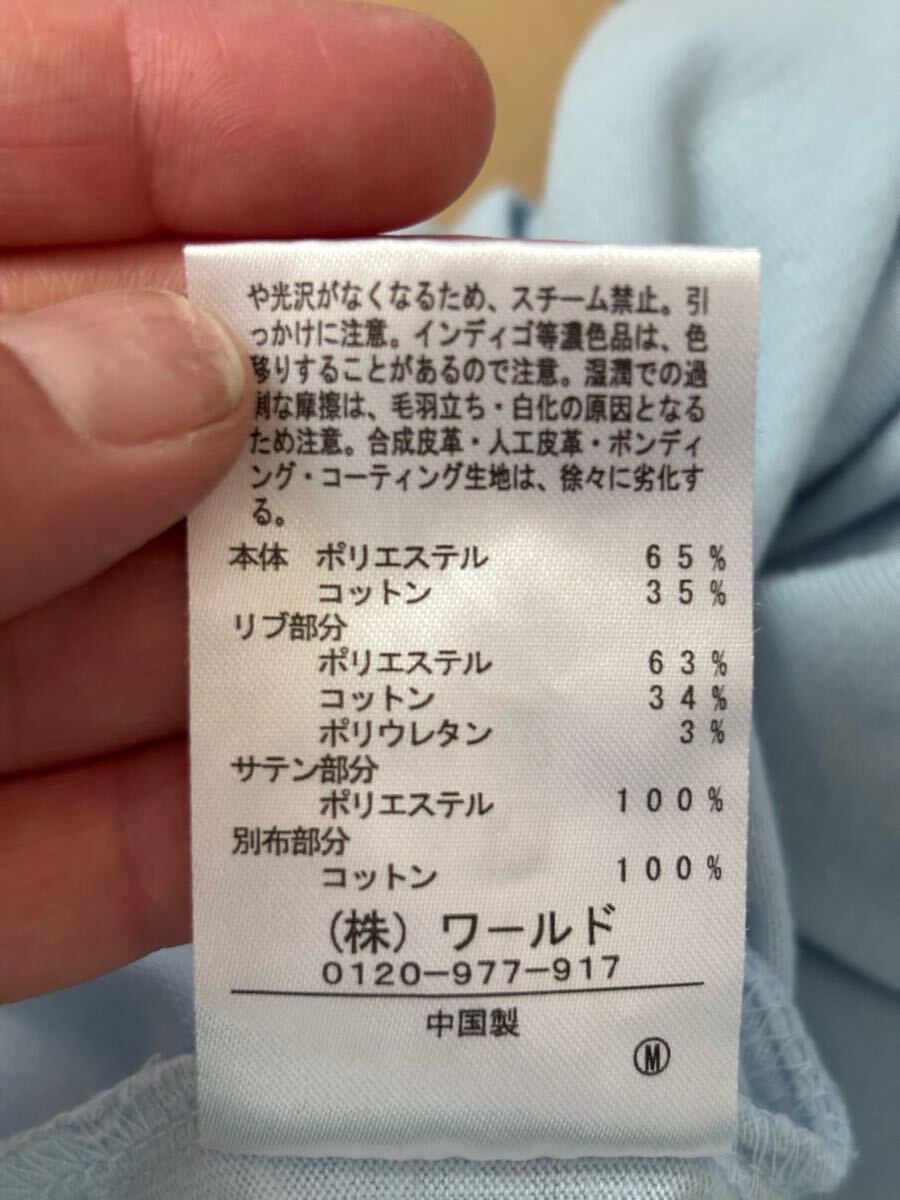 や光沢がなくなるため、スチーム禁止。引
っかけに注意。インディゴ等濃色品は、色
移りすることがあるので注意。湿潤での過
剰な摩擦は、毛羽立ち・白化の原因となる
ため注意。合成皮革・人工皮革・ボンディ
ング・コーティング生地は、徐々に劣化す
る。
本体 ポリエステル 65%
コットン 35%
リブ部分
ポリエステル 63%
コットン 34%
ポリウレタン 3%
サテン部分
ポリエステル 100%
別布部分
コットン 100%
(株) ワールド
0120-977-917
中国製
Ⓜ